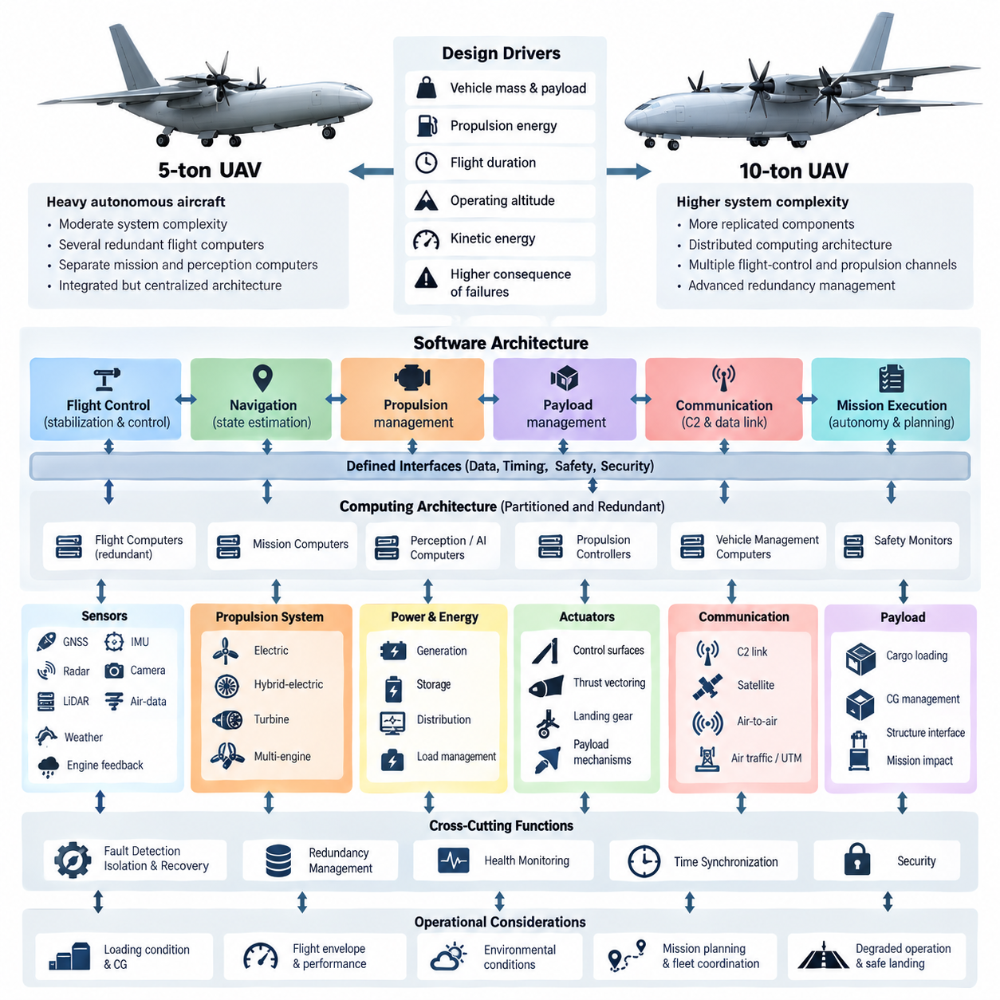 Design Drivers
Vehicle mass & payload
Propulsion energy
Flight duration
Operating altitude
Kinetic energy
Higher consequence
of failures
5-ton UAV
Heavy autonomous aircraft
• Moderate system complexity
• Several redundant flight computers
• Separate mission and perception computers
• Integrated but centralized architecture
10-ton UAV
Higher system complexity
• More replicated components
• Distributed computing architecture
• Multiple flight-control and propulsion channels
• Advanced redundancy management
Software Architecture
Flight Control
(stabilization & control)
Navigation
(state estimation)
Propulsion
management
Payload
management
Communication
(C2 & data link)
Mission Execution
(autonomy & planning)
Defined Interfaces (Data, Timing, Safety, Security)
Computing Architecture (Partitioned and Redundant)
Flight Computers
(redundant)
Mission Computers
Perception / AI
Computers
Propulsion
Controllers
Vehicle Management
Computers
Safety Monitors
Sensors
GNSS
IMU
Radar
Camera
LiDAR
Air-data
Weather
Engine feedback
Propulsion System
Electric
Hybrid-electric
Turbine
Multi-engine
Power & Energy
Generation
Storage
Distribution
Load management
Actuators
Control surfaces
Thrust vectoring
Landing gear
Payload
mechanisms
Communication
C2 link
Satellite
Air-to-air
Air traffic / UTM
Payload
Cargo loading
CG management
Structure interface
Mission impact
Cross-Cutting Functions
Fault Detection
Isolation & Recovery
Redundancy
Management
Health Monitoring
Time Synchronization
Security
Operational Considerations
Loading condition
& CG
Flight envelope
& performance
Environmental
conditions
Mission planning
& fleet coordination
Degraded operation
& safe landing